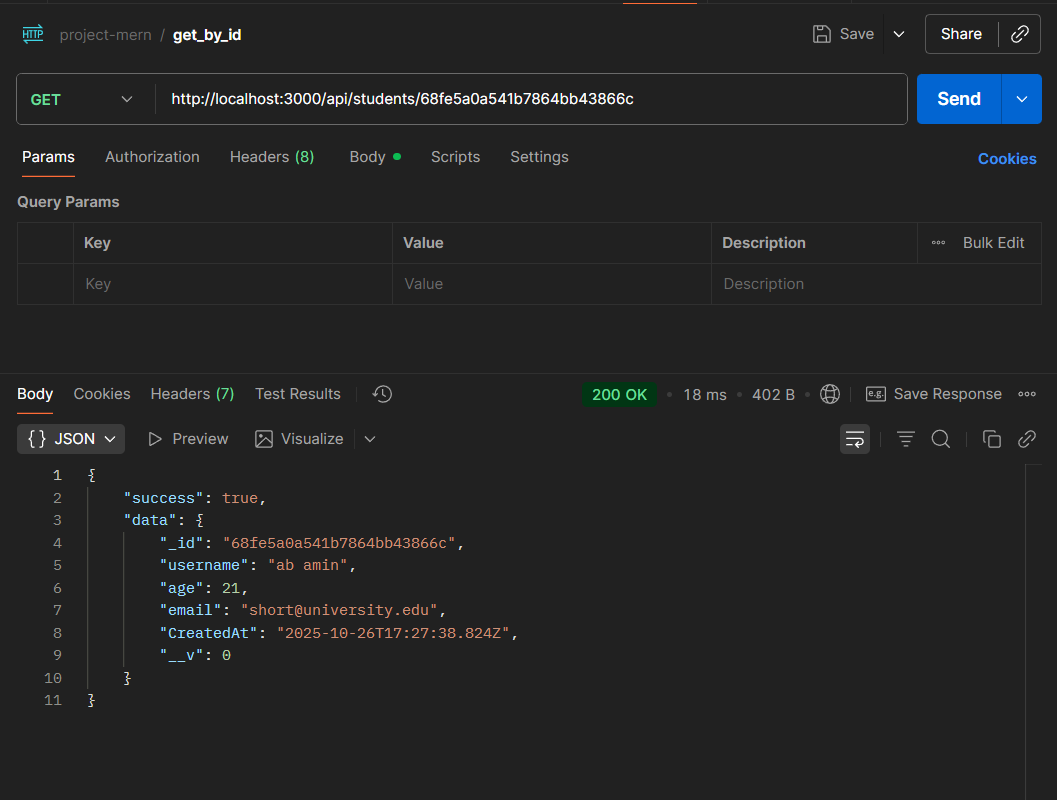 HTTP project-mern / get_by_id Save Share
GET http://localhost:3000/api/students/68fe5a0a541b7864bb43866c Send
Params Authorization Headers (8) Body Scripts Settings Cookies
Query Params
Key Value Description Bulk Edit
Key Value Description
Body Cookies Headers (7) Test Results 200 OK 18 ms 402 B e.g. Save Response
{} JSON Preview Visualize
1 {
2 "success": true,
3 "data": {
4 "_id": "68fe5a0a541b7864bb43866c",
5 "username": "ab amin",
6 "age": 21,
7 "email": "short@university.edu",
8 "CreatedAt": "2025-10-26T17:27:38.824Z",
9 "__v": 0
10 }
11 }